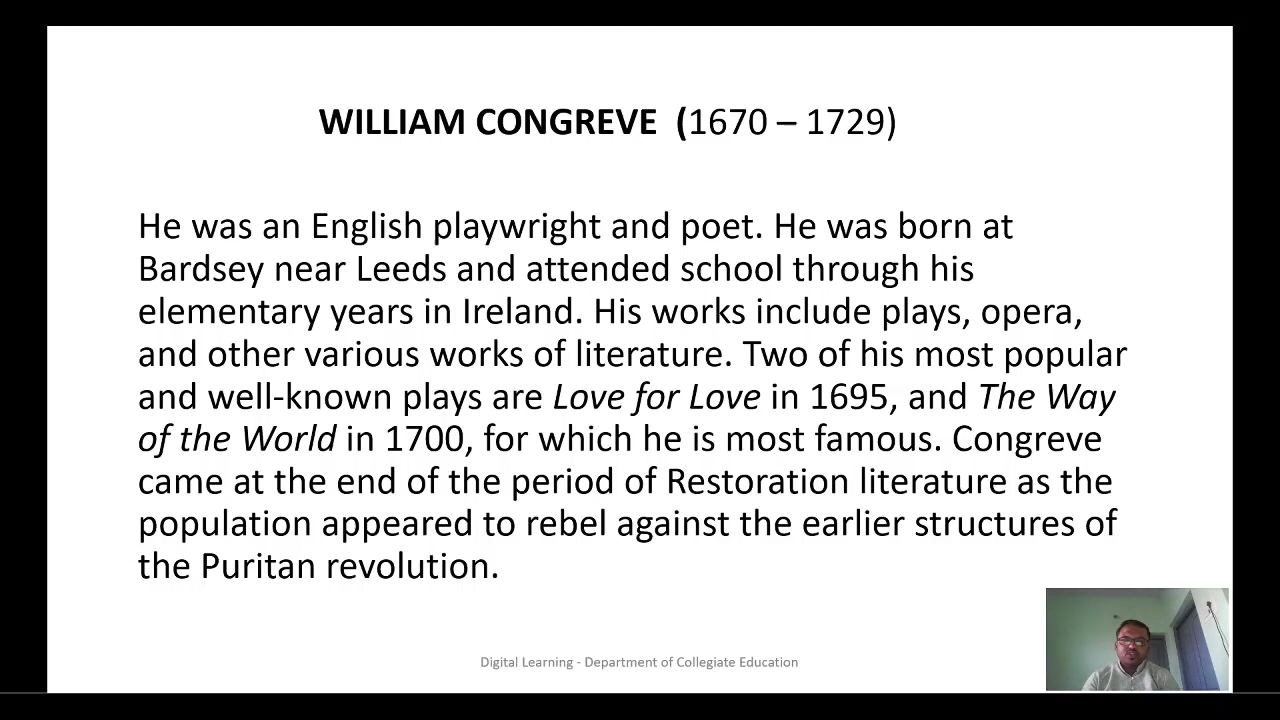 WILLIAM CONGREVE (1670 – 1729)
He was an English playwright and poet. He was born at
Bardsey near Leeds and attended school through his
elementary years in Ireland. His works include plays, opera,
and other various works of literature. Two of his most popular
and well-known plays are Love for Love in 1695, and The Way
of the World in 1700, for which he is most famous. Congreve
came at the end of the period of Restoration literature as the
population appeared to rebel against the earlier structures of
the Puritan revolution.
Digital Learning - Department of Collegiate Education